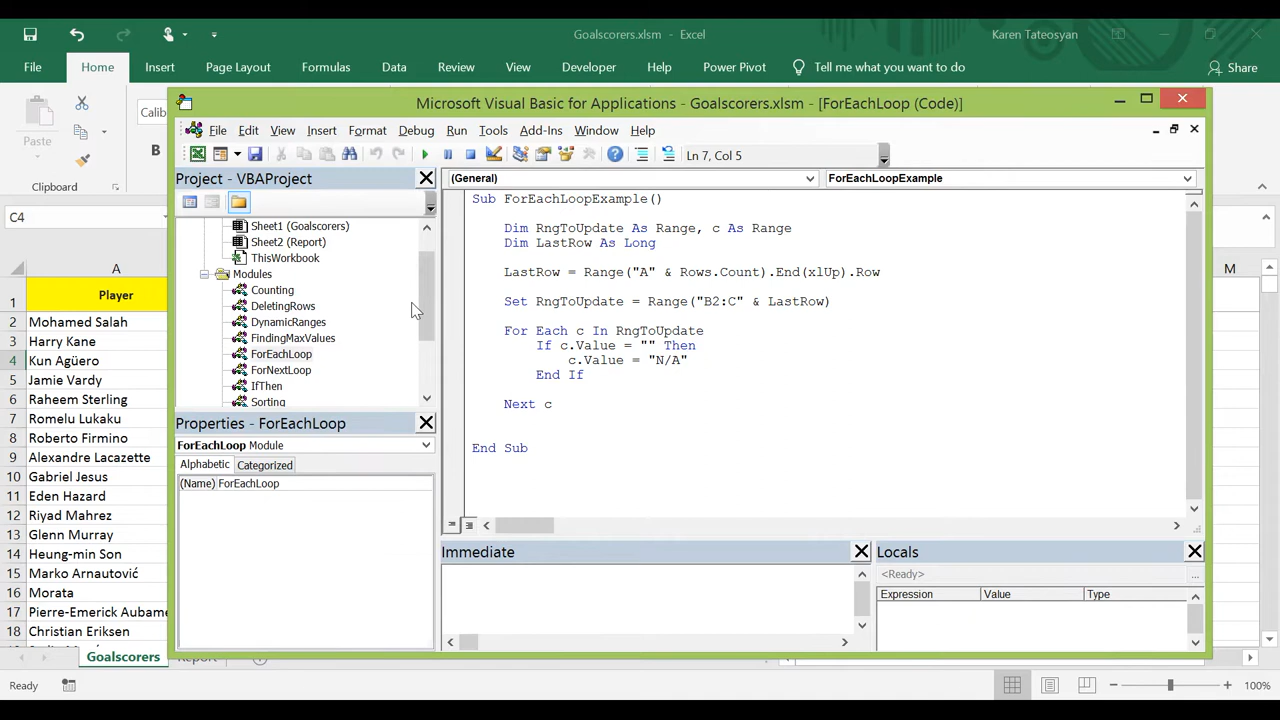 Goalscorers.xlsm - Excel
Karen Tateosyan
File Home Insert Page Layout Formulas Data Review View Developer Help Power Pivot Tell me what you want to do Share
Paste
Calib
B
Clipboard
C4
A
M
Microsoft Visual Basic for Applications - Goalscorers.xlsm - [ForEachLoop (Code)]
File Edit View Insert Format Debug Run Tools Add-Ins Window Help
Ln 7, Col 5
Project - VBAProject
Sheet1 (Goalscorers)
Sheet2 (Report)
ThisWorkbook
Modules
Counting
DeletingRows
DynamicRanges
FindingMaxValues
ForEachLoop
ForNextLoop
IfThen
Sorting
Properties - ForEachLoop
ForEachLoop Module
Alphabetic Categorized
(Name) ForEachLoop
(General)
ForEachLoopExample
Sub ForEachLoopExample()
Dim RngToUpdate As Range, c As Range
Dim LastRow As Long
LastRow = Range("A" & Rows.Count).End(xlUp).Row
Set RngToUpdate = Range("B2:C" & LastRow)
For Each c In RngToUpdate
If c.Value = "" Then
c.Value = "N/A"
End If
Next c
End Sub
Immediate
Locals
<Ready>
...
Expression Value Type
1 Player
2 Mohamed Salah
3 Harry Kane
4 Kun Agüero
5 Jamie Vardy
6 Raheem Sterling
7 Romelu Lukaku
8 Roberto Firmino
9 Alexandre Lacazette
10 Gabriel Jesus
11 Eden Hazard
12 Riyad Mahrez
13 Glenn Murray
14 Heung-min Son
15 Marko Arnautović
16 Morata
17 Pierre-Emerick Aubame
18 Christian Eriksen
Goalscorers Report
Ready
100%